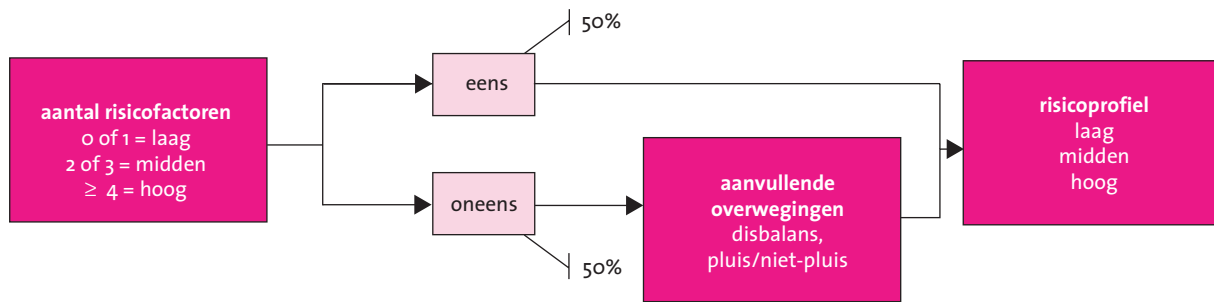 aantal risicofactoren
0 of 1 = laag
2 of 3 = midden
≥ 4 = hoog
50%
eens
oneens
50%
aanvullende
overwegingen
disbalans,
pluis/niet-pluis
risicoprofiel
laag
midden
hoog